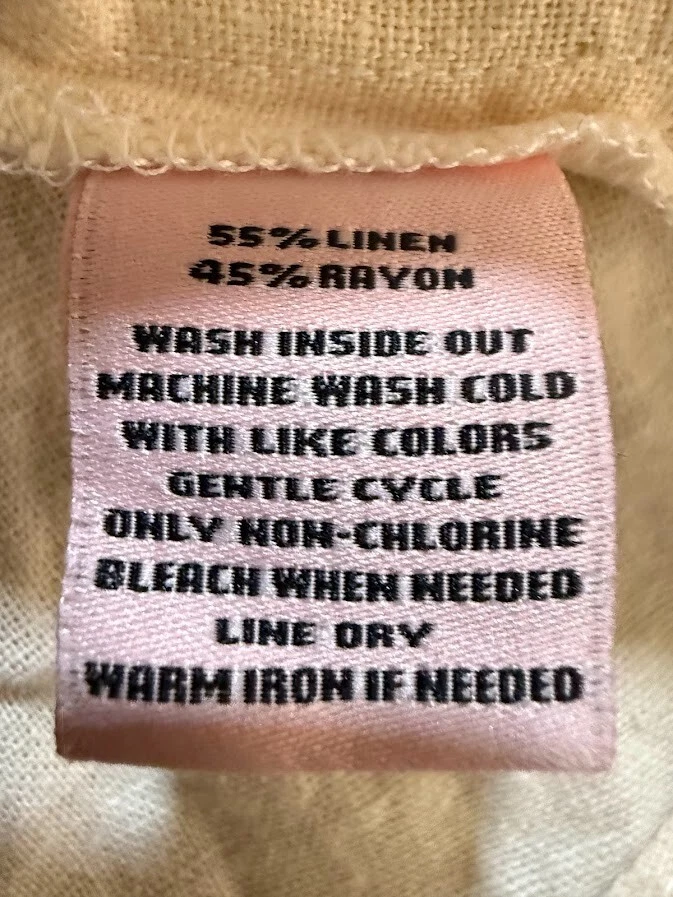 55% LINEN
45% RAYON
WASH INSIDE OUT
MACHINE WASH COLD
WITH LIKE COLORS
GENTLE CYCLE
ONLY NON-CHLORINE
BLEACH WHEN NEEDED
LINE DRY
WARM IRON IF NEEDED